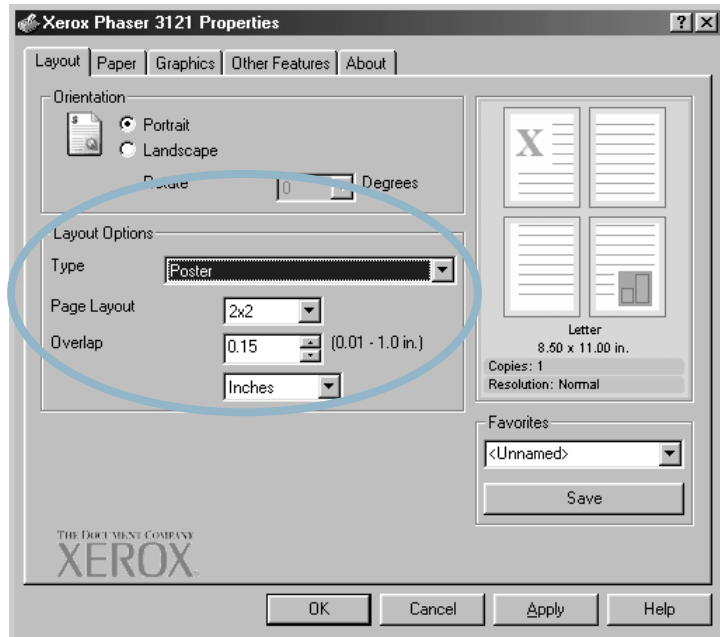 Xerox Phaser 3121 Properties
Layout Paper Graphics Other Features About
Orientation
Portrait
Landscape
Rotate 0 Degrees
Layout Options
Type Poster
Page Layout 2x2
Overlap 0.15 (0.01 - 1.0 in.)
Inches
X
Letter
8.50 x 11.00 in.
Copies: 1
Resolution: Normal
Favorites
<Unnamed>
Save
THE DOCUMENT COMPANY
XEROX
OK Cancel Apply Help